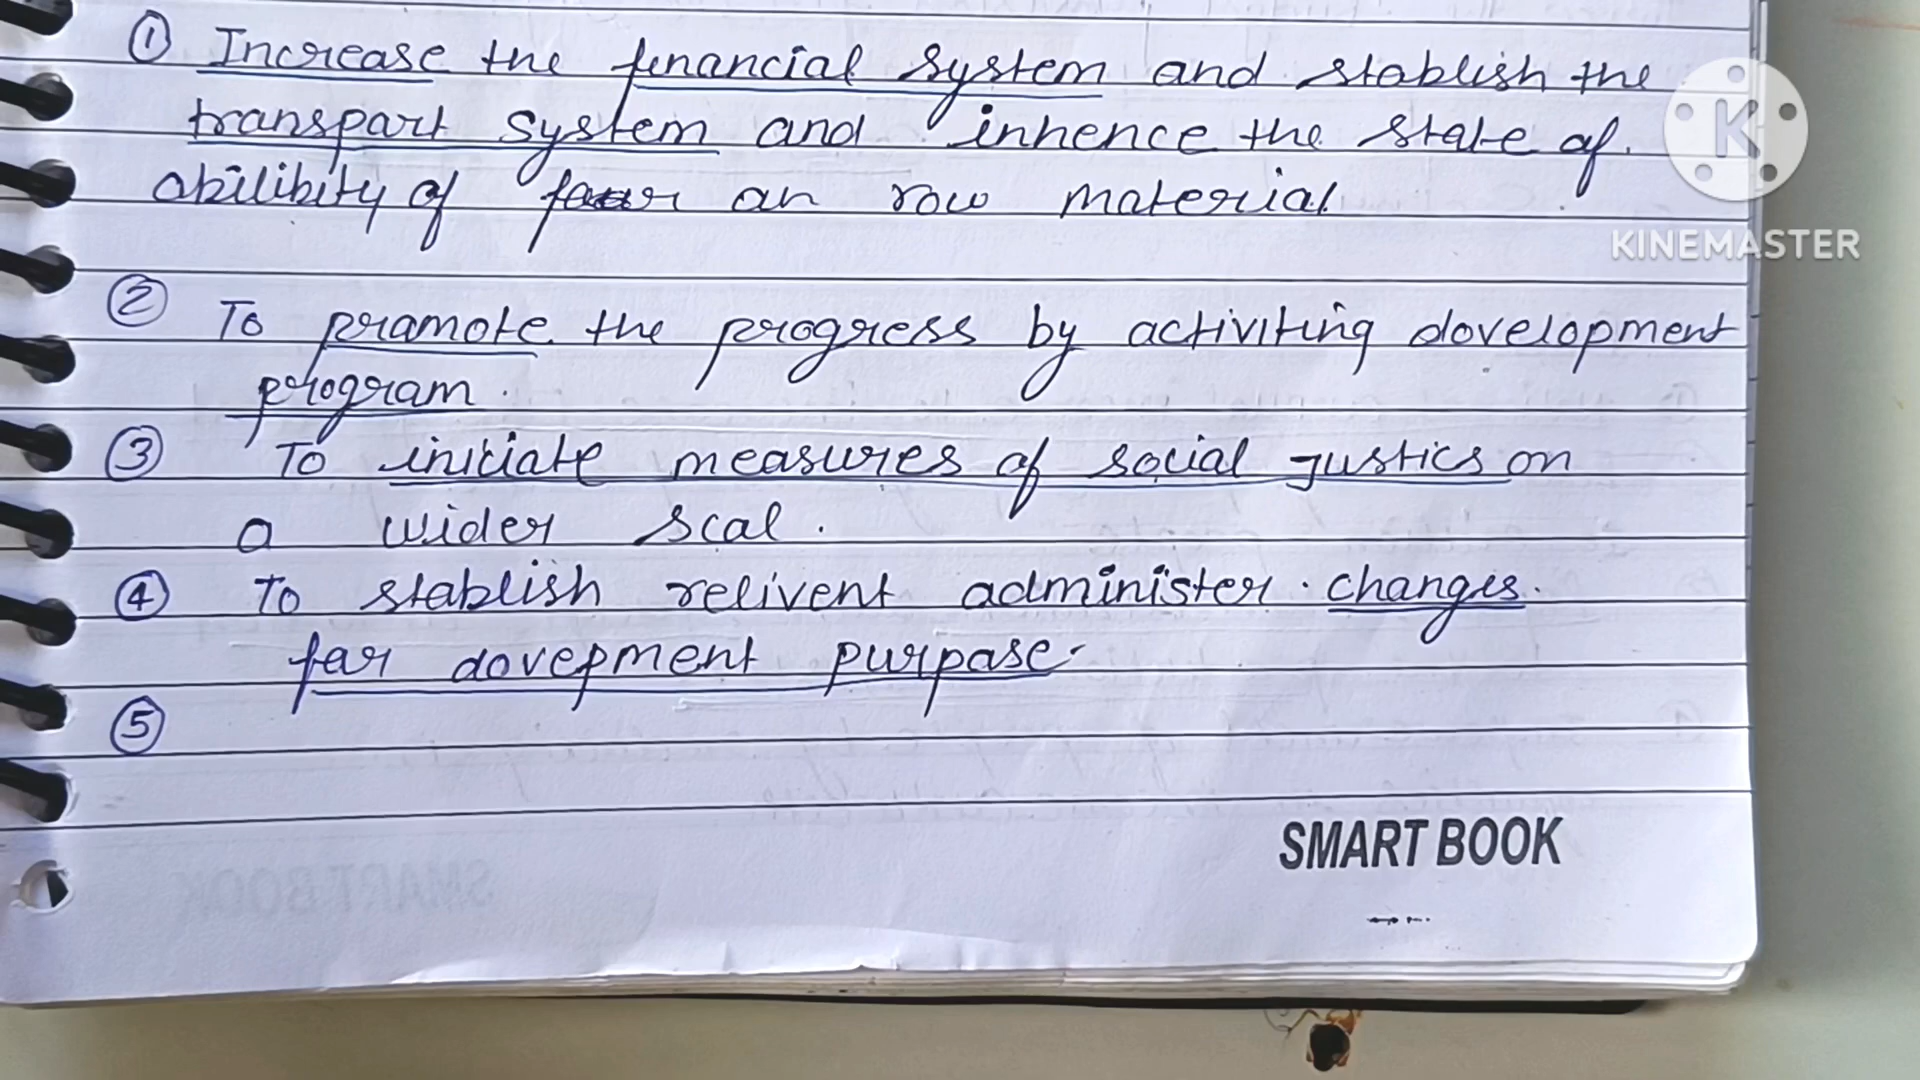 ① Increase the financial system and stablish the
transpart system and inhence the state of.
abilibity of an row material.
② To pramote the progress by activiting dovelopment
program.
③ To iniciate measures of social justics on
a wider scal.
④ To stablish relivent administer. changes.
far dovepment purpase.
⑤
K
KINEMASTER
SMART BOOK